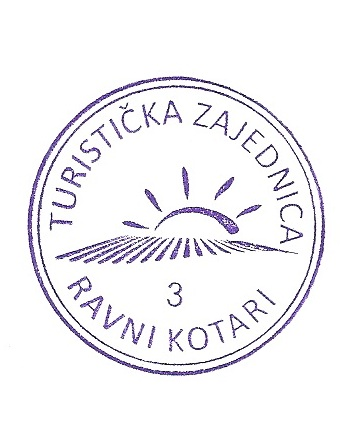 TURISTIČKA ZAJEDNICA
3
RAVNI KOTARI